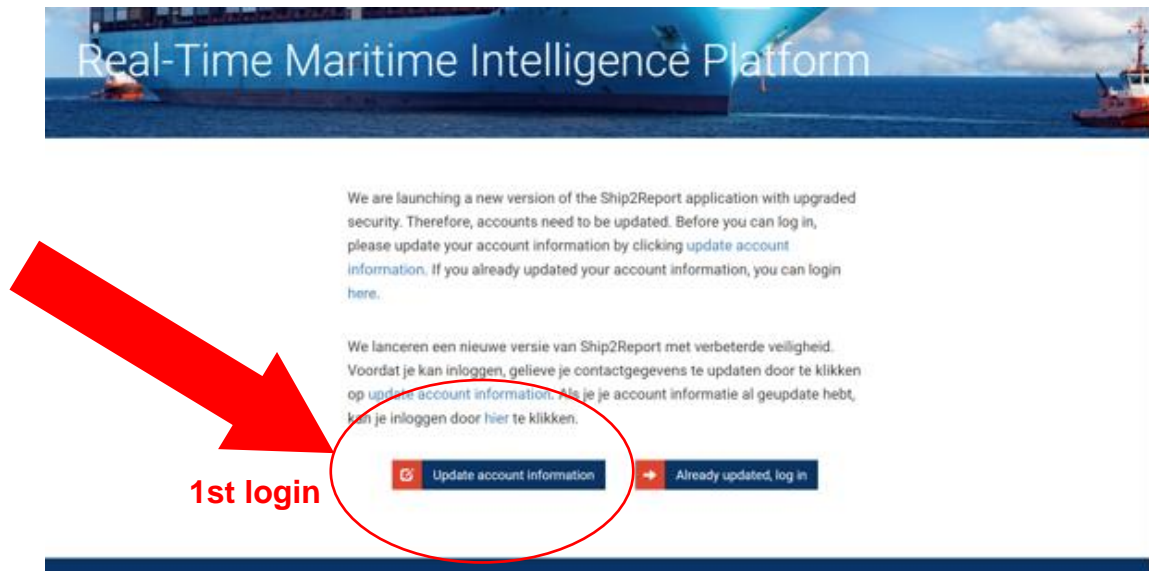 Real-Time Maritime Intelligence Platform
We are launching a new version of the Ship2Report application with upgraded
security. Therefore, accounts need to be updated. Before you can log in,
please update your account information by clicking update account
information. If you already updated your account information, you can login
here.
We lanceren een nieuwe versie van Ship2Report met verbeterde veiligheid.
Voordat je kan inloggen, gelieve je contactgegevens te updaten door te klikken
op update account information. Als je je account informatie al geupdate hebt,
kan je inloggen door hier te klikken.
Update account information
Already updated, log in
1st login